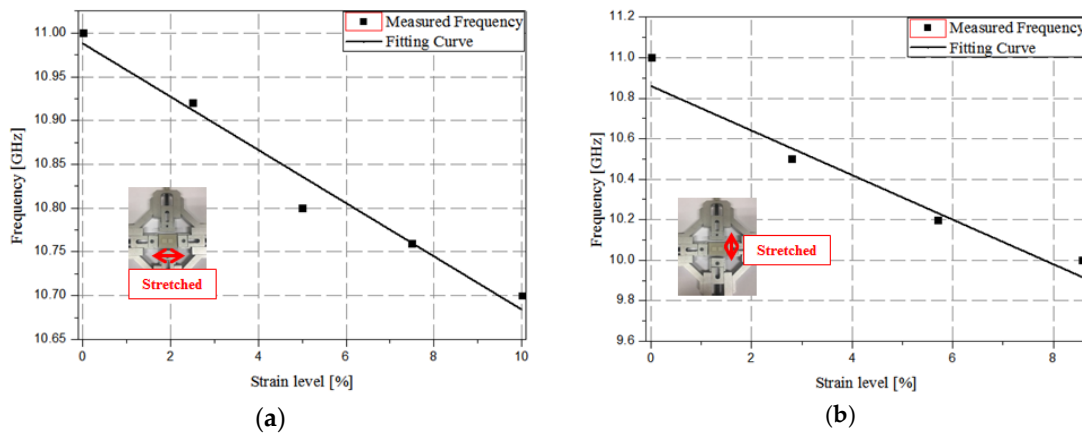 11.00
10.95
10.90
10.85
10.80
10.75
10.70
10.65
Frequency [GHz]
Measured Frequency
Fitting Curve
Stretched
0
2
4
6
8
10
Strain level [%]
(a)
11.2
11.0
10.8
10.6
10.4
10.2
10.0
9.8
9.6
Frequency [GHz]
Measured Frequency
Fitting Curve
Stretched
0
2
4
6
8
Strain level [%]
(b)